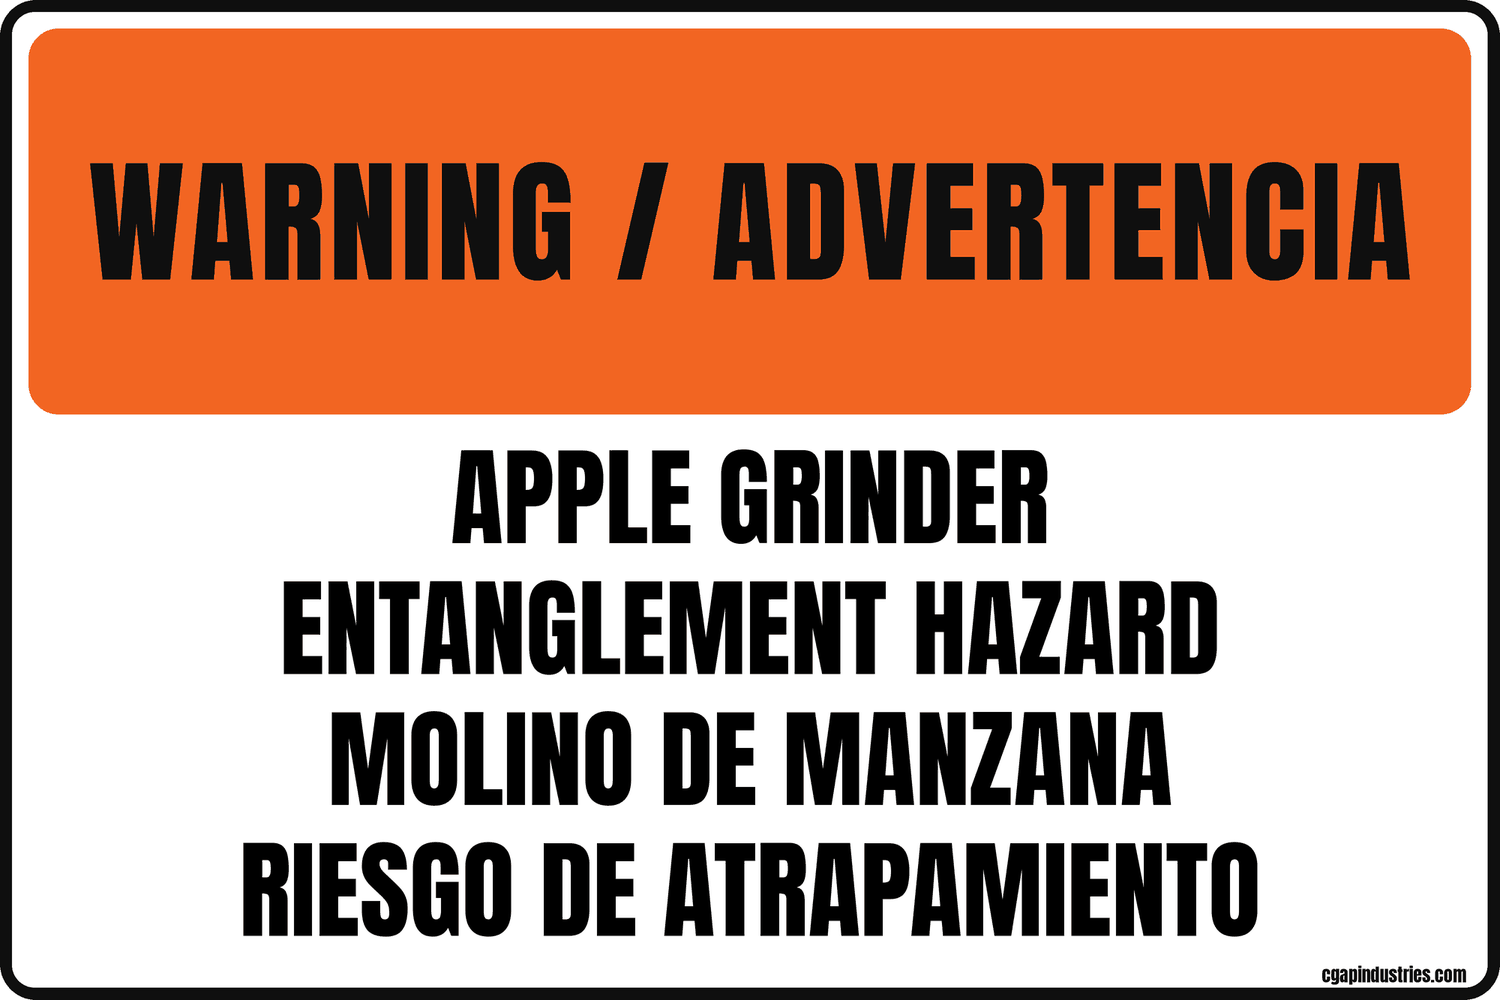 WARNING / ADVERTENCIA
APPLE GRINDER
ENTANGLEMENT HAZARD
MOLINO DE MANZANA
RIESGO DE ATRAPAMIENTO
cgapindustries.com